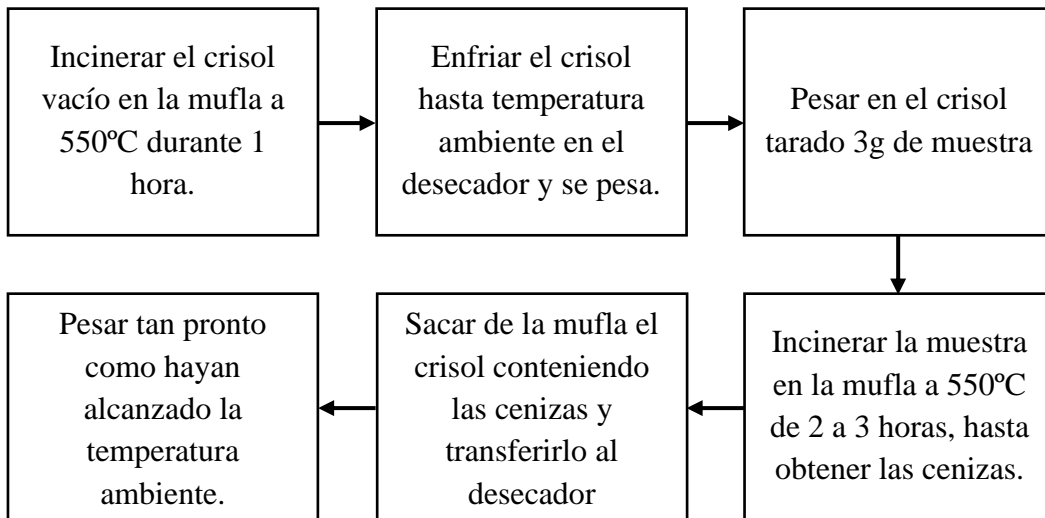 Incinerar el crisol
vacío en la mufla a
550ºC durante 1
hora.
Enfriar el crisol
hasta temperatura
ambiente en el
desecador y se pesa.
Pesar en el crisol
tarado 3g de muestra
Incinerar la muestra
en la mufla a 550ºC
de 2 a 3 horas, hasta
obtener las cenizas.
Sacar de la mufla el
crisol conteniendo
las cenizas y
transferirlo al
desecador
Pesar tan pronto
como hayan
alcanzado la
temperatura
ambiente.